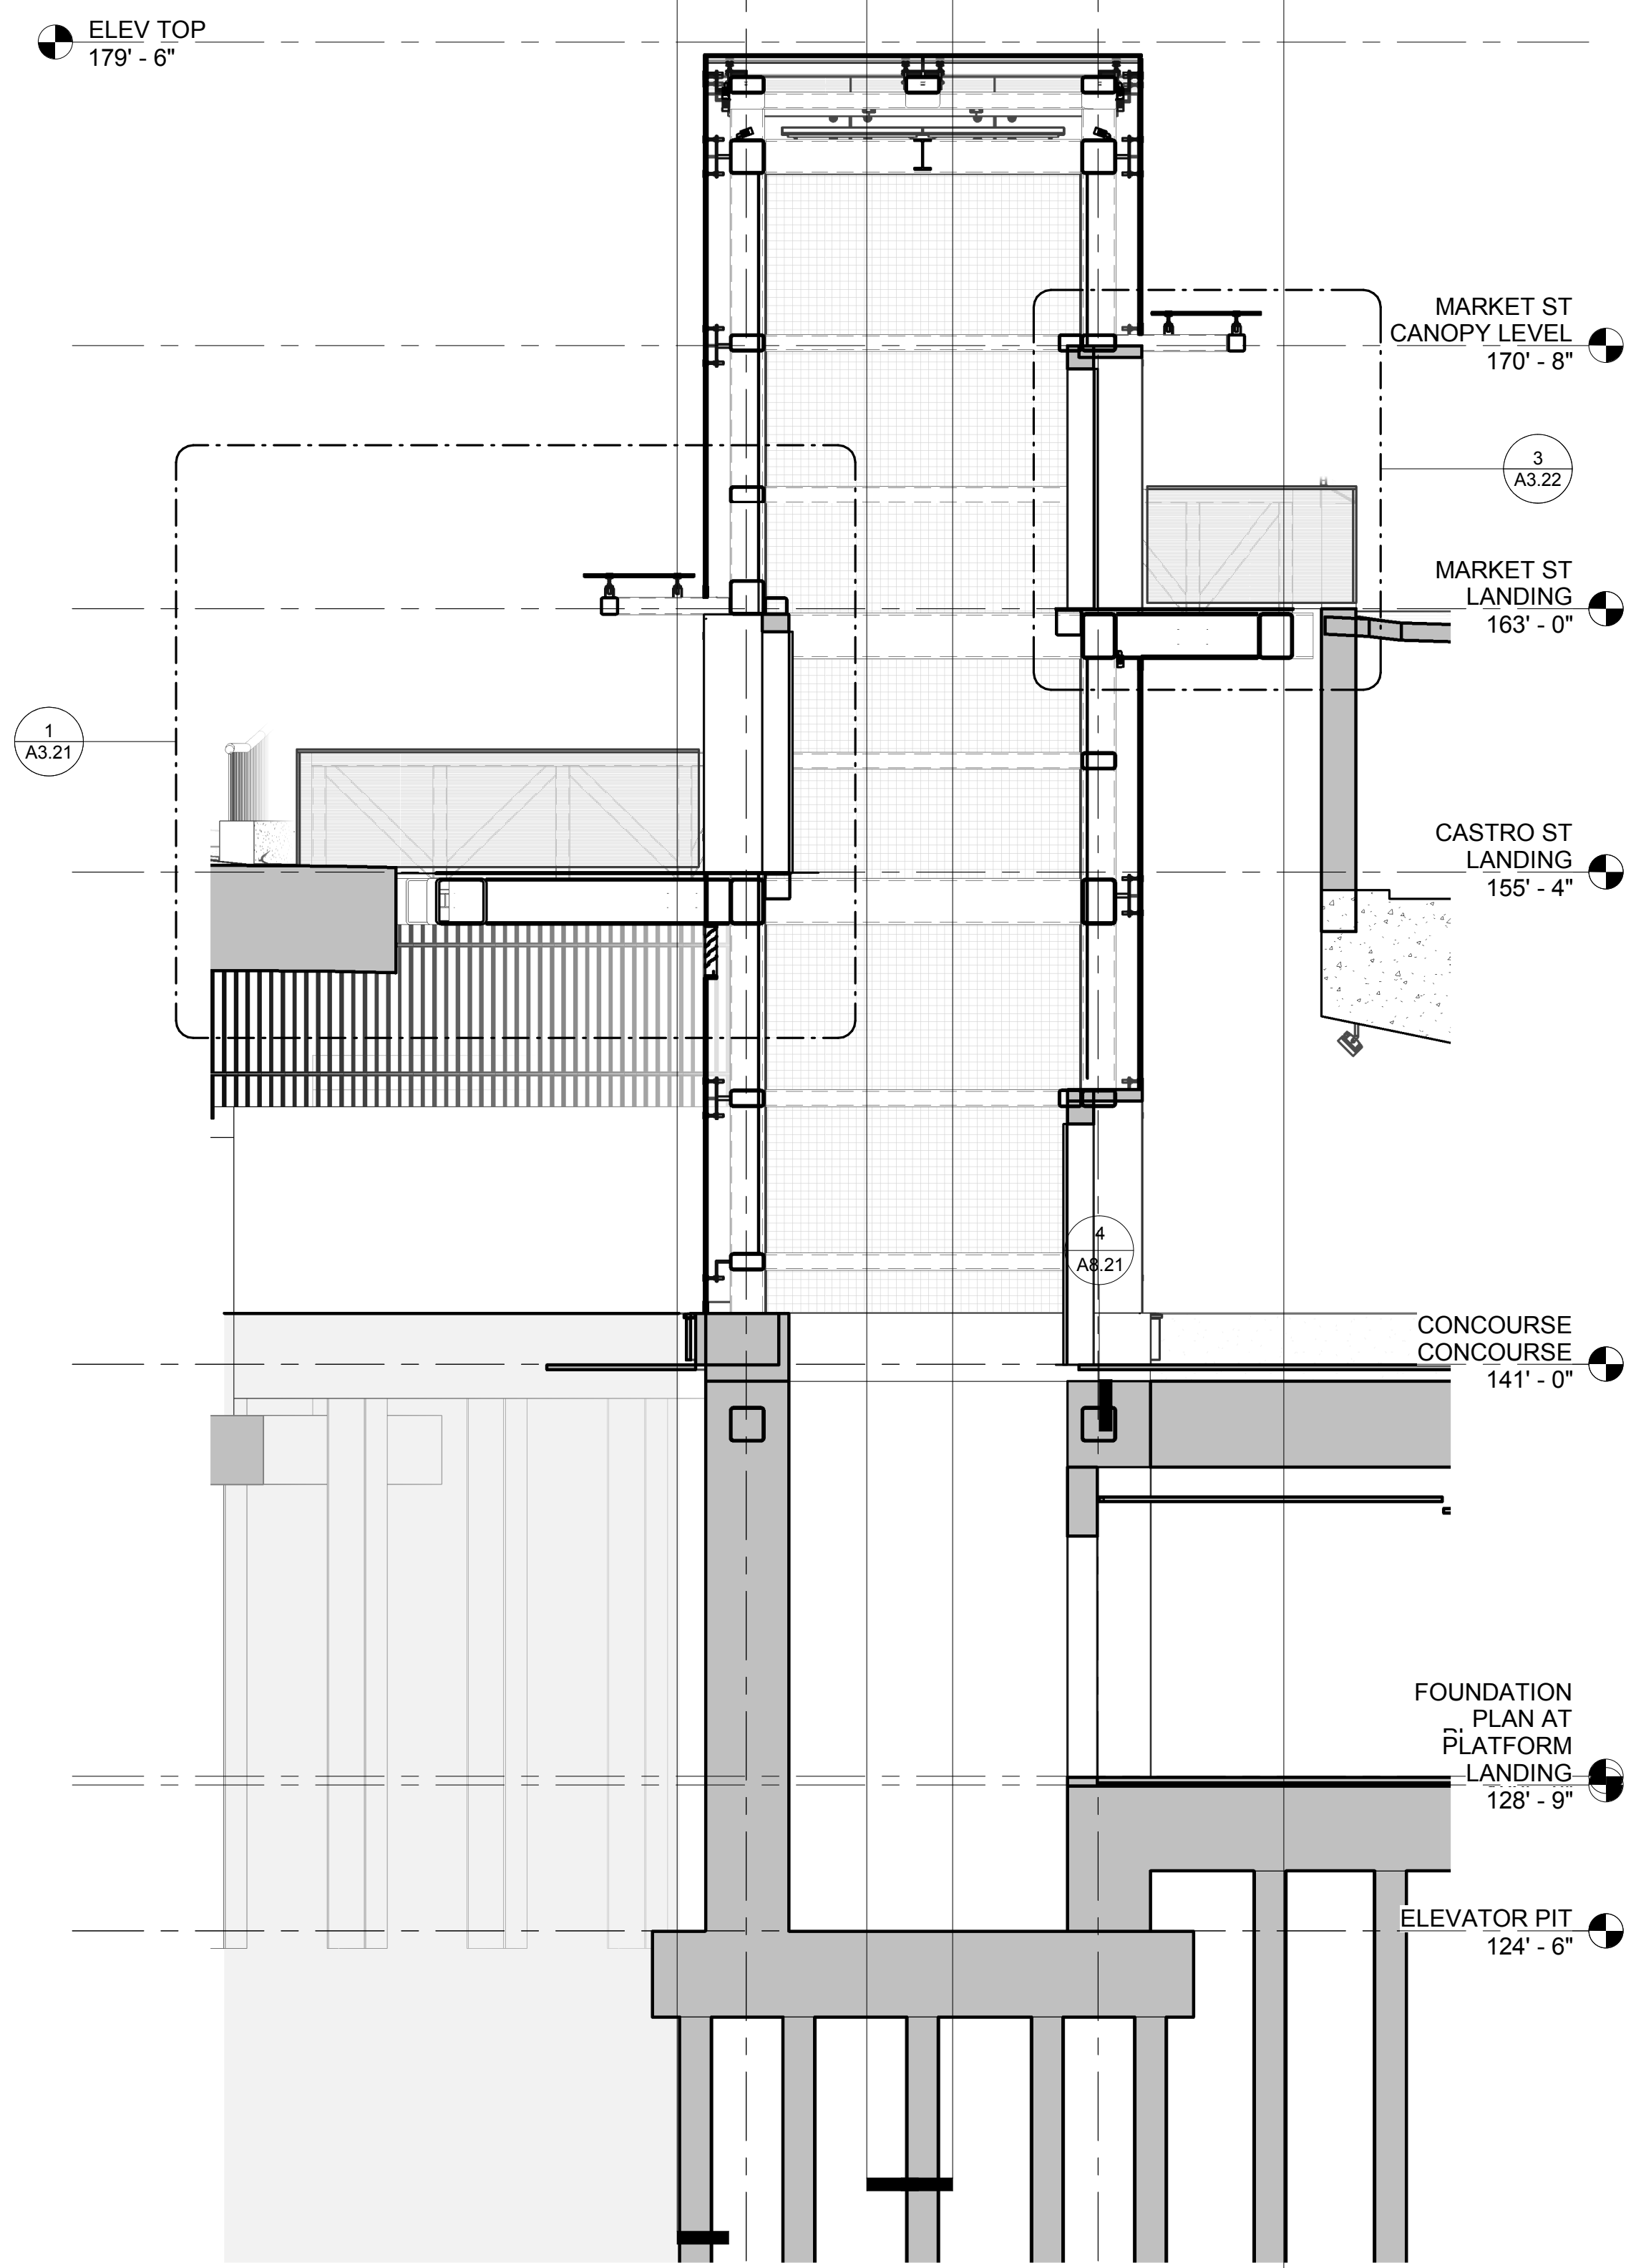 ELEV TOP
179' - 6"
MARKET ST
CANOPY LEVEL
170' - 8"
3
A3.22
MARKET ST
LANDING
163' - 0"
1
A3.21
CASTRO ST
LANDING
155' - 4"
4
A8.21
CONCOURSE
CONCOURSE
141' - 0"
FOUNDATION
PLAN AT
PLATFORM
LANDING
128' - 9"
ELEVATOR PIT
124' - 6"